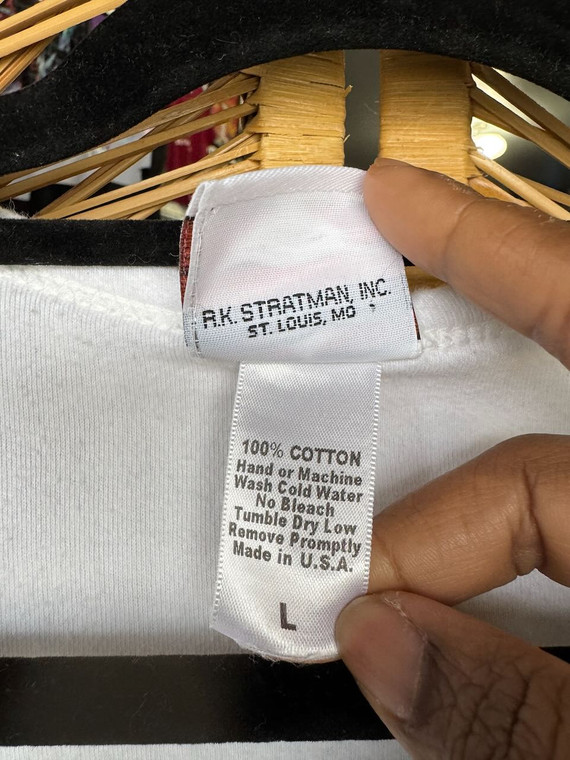 R.K. STRATMAN, INC.
ST. LOUIS, MO
100% COTTON
Hand or Machine
Wash Cold Water
No Bleach
Tumble Dry Low
Remove Promptly
Made in U.S.A.
L